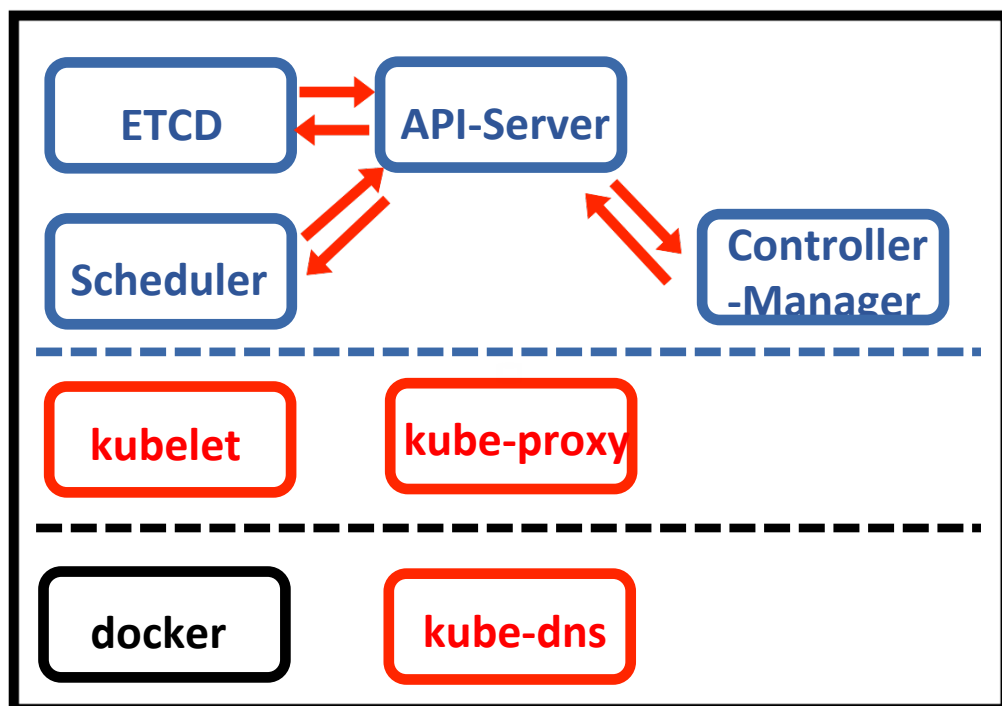 ETCD
API-Server
Scheduler
Controller
-Manager
kubelet
kube-proxy
docker
kube-dns